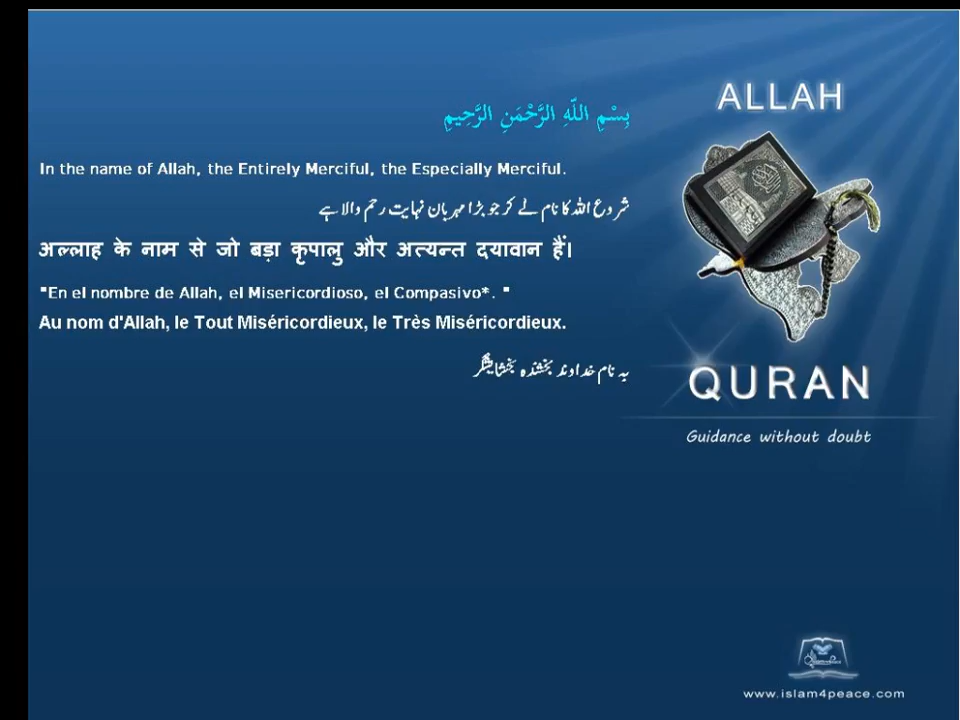 بِسْمِ اللَّهِ الرَّحْمَنِ الرَّحِيمِ
In the name of Allah, the Entirely Merciful, the Especially Merciful.
شروع الله کا نام لے کر جو بڑا مہربان نہایت رحم والا ہے
अल्लाह के नाम से जो बड़ा कृपालु और अत्यन्त दयावान हैं।
"En el nombre de Allah, el Misericordioso, el Compasivo*. "
Au nom d'Allah, le Tout Miséricordieux, le Très Miséricordieux.
به نام خداوند بخشنده بخشایشگر
ALLAH
QURAN
Guidance without doubt
www.islam4peace.com